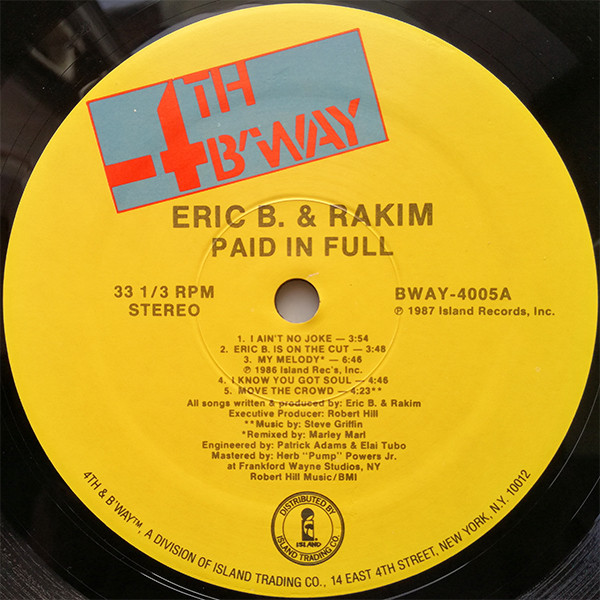 4TH
B'WAY
ERIC B. & RAKIM
PAID IN FULL
33 1/3 RPM
STEREO
BWAY-4005A
℗ 1987 Island Records, Inc.
1. I AIN'T NO JOKE — 3:54
2. ERIC B. IS ON THE CUT — 3:48
3. MY MELODY* — 6:46
℗ 1986 Island Rec's, Inc.
4. I KNOW YOU GOT SOUL — 4:46
5. MOVE THE CROWD — 4:23**
All songs written & produced by: Eric B. & Rakim
Executive Producer: Robert Hill
**Music by: Steve Griffin
*Remixed by: Marley Marl
Engineered by: Patrick Adams & Elai Tubo
Mastered by: Herb "Pump" Powers Jr.
at Frankford Wayne Studios, NY
Robert Hill Music/BMI
DISTRIBUTED BY
ISLAND
ISLAND TRADING CO.
4TH & B'WAY™, A DIVISION OF ISLAND TRADING CO., 14 EAST 4TH STREET, NEW YORK, N.Y. 10012